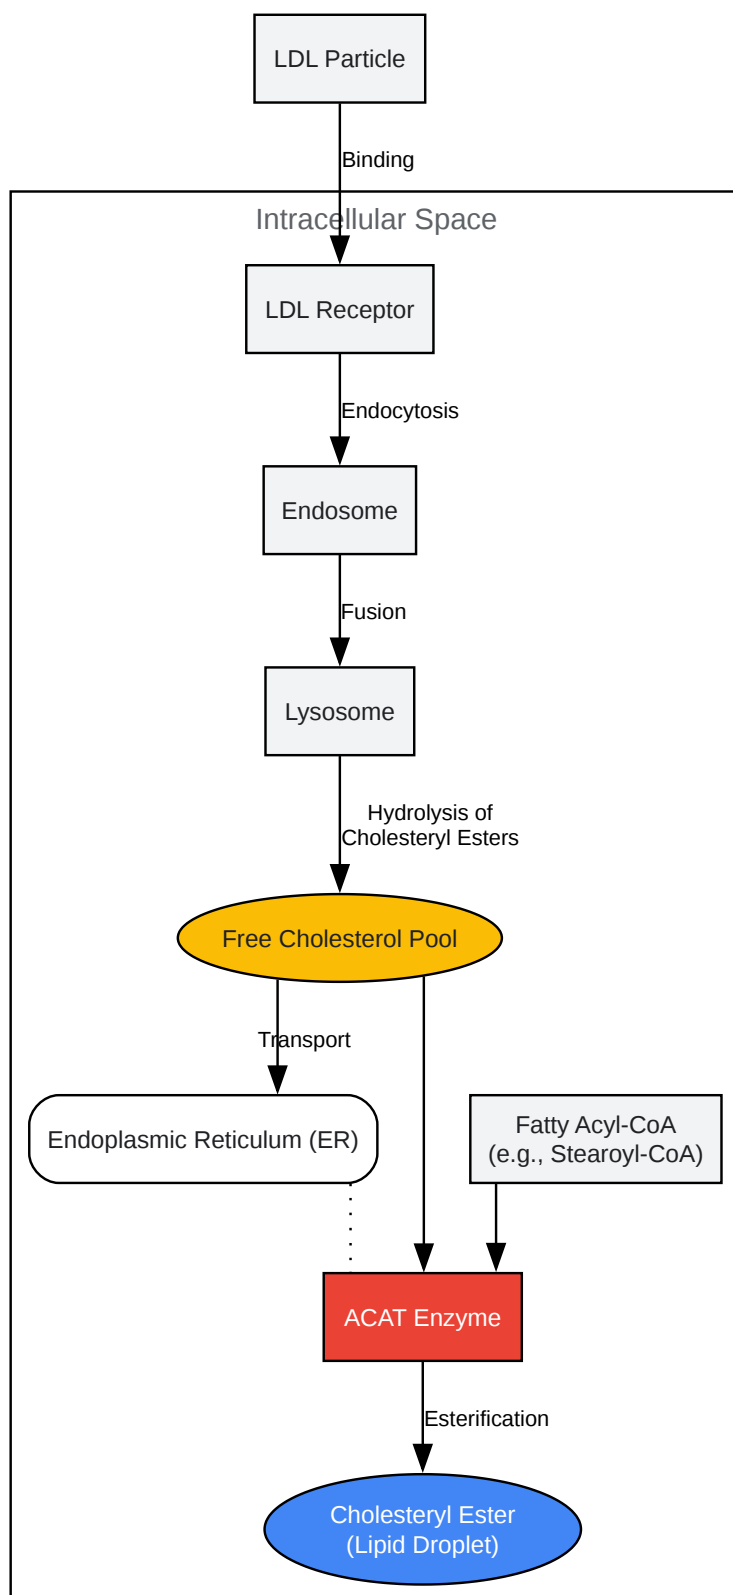 LDL Particle
Binding
Intracellular Space
LDL Receptor
Endocytosis
Endosome
Fusion
Lysosome
Hydrolysis of
Cholesteryl Esters
Free Cholesterol Pool
Transport
Endoplasmic Reticulum (ER)
Fatty Acyl-CoA
(e.g., Stearoyl-CoA)
ACAT Enzyme
Esterification
Cholesteryl Ester
(Lipid Droplet)